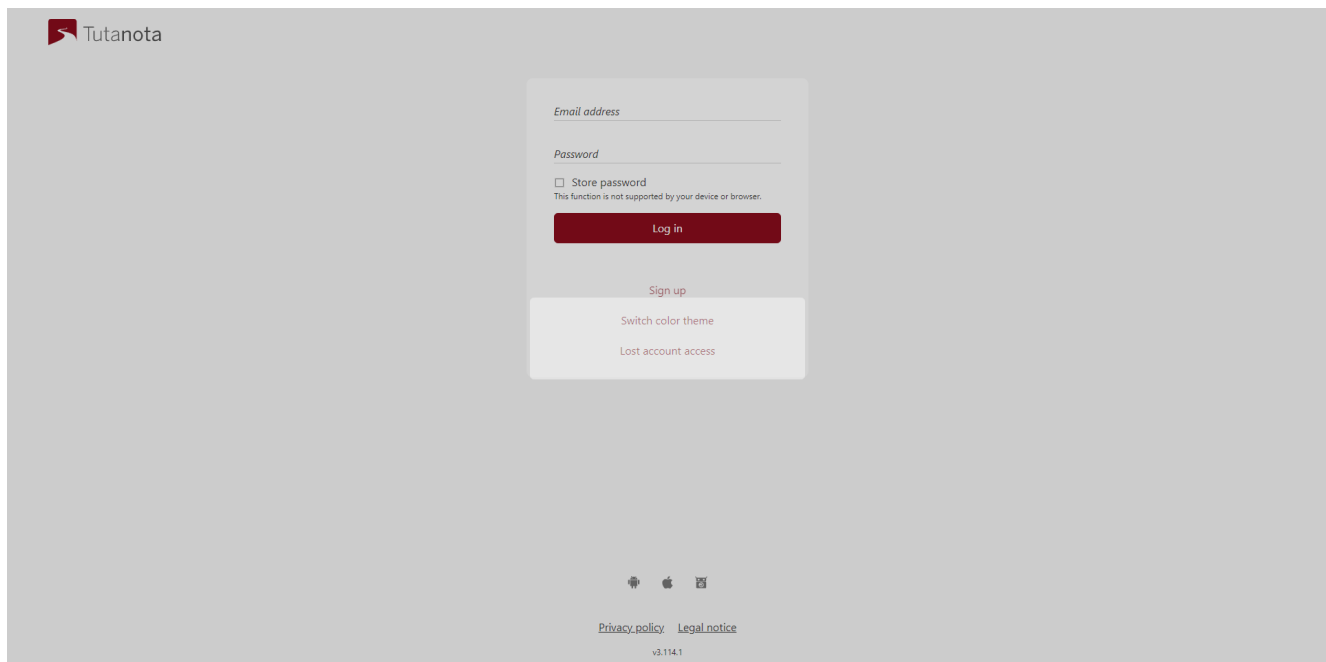 Tutanota
Email address
Password
Store password
This function is not supported by your device or browser.
Log in
Sign up
Switch color theme
Lost account access
Privacy policy Legal notice
v3.114.1